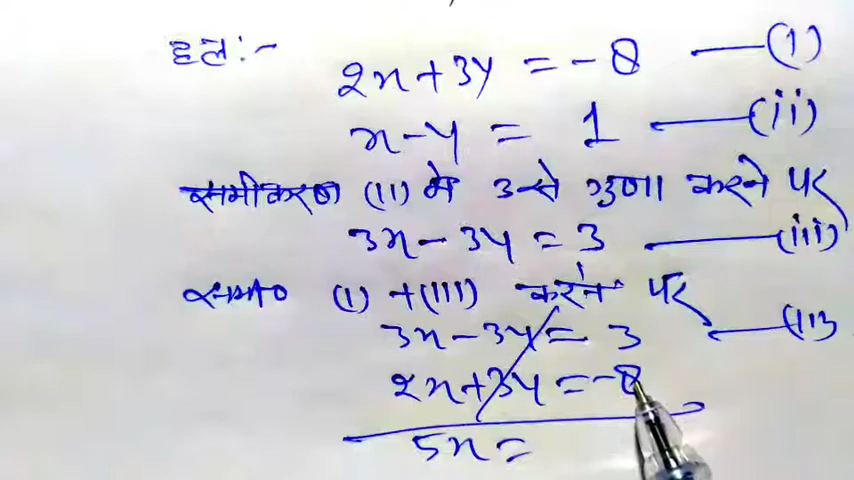 हल:-
2x+3y = -8 —(1)
x-y = 1 —(ii)
समीकरण (II) में 3 से गुणा करने पर
3x-3y = 3 —(iii)
समी० (I) +(III) करने पर
3x-3y = 3
2x+3y = -8
5x =